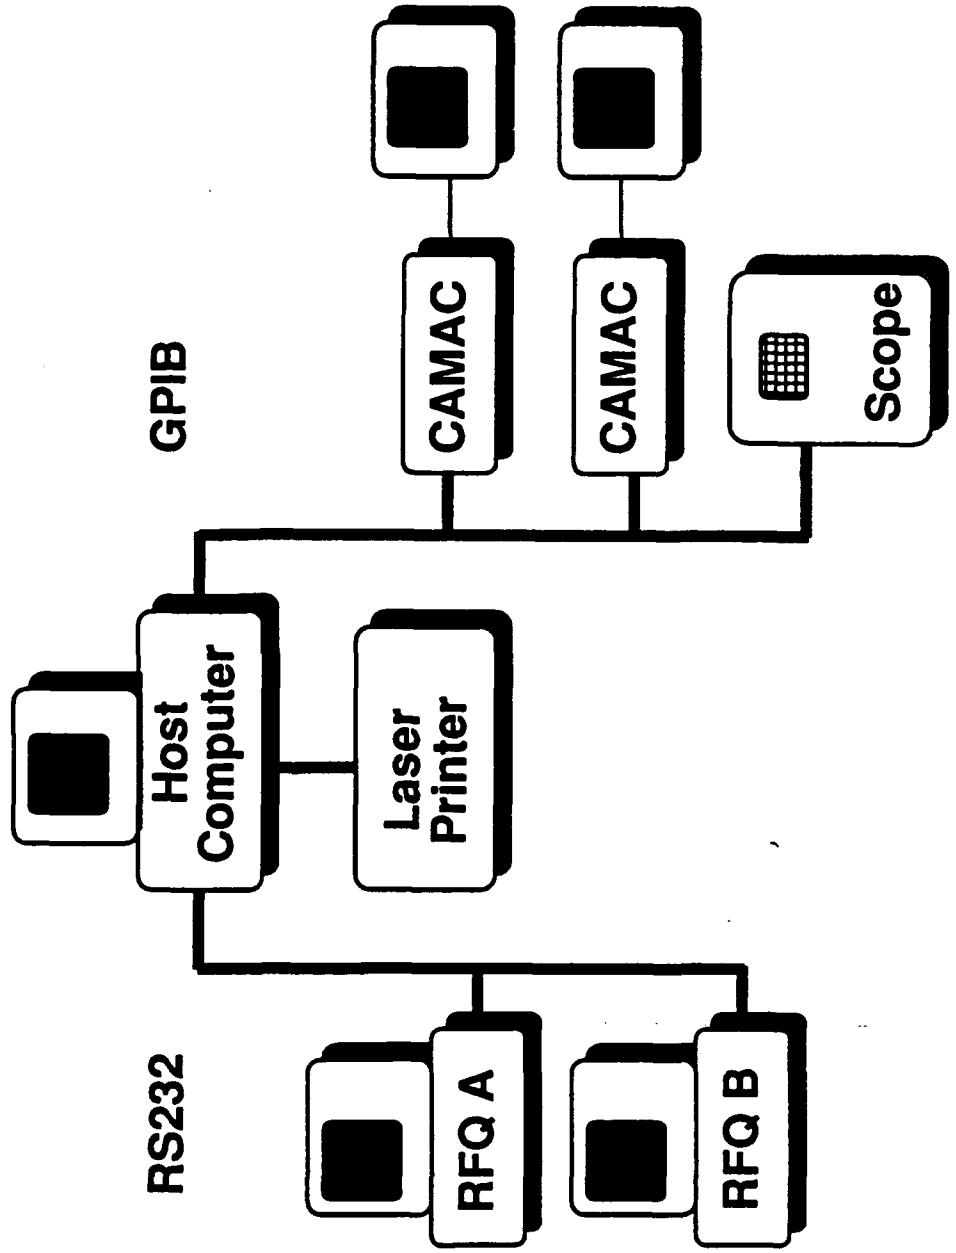 RS232
GPIB
Host
Computer
RFQ A
Laser
Printer
CAMAC
RFQ B
CAMAC
Scope